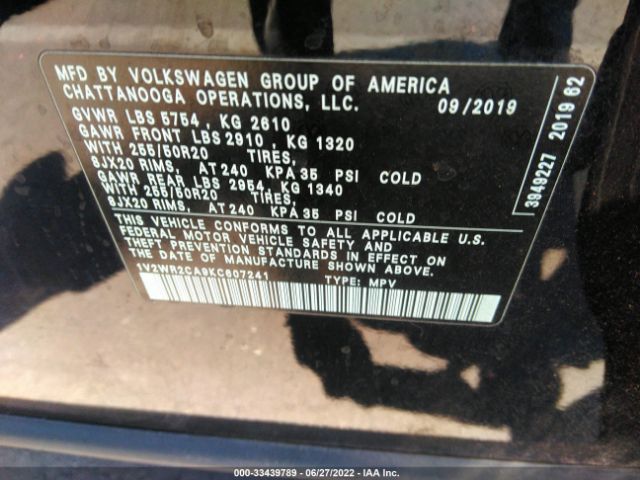 MFD BY VOLKSWAGEN GROUP OF AMERICA
CHATTANOOGA OPERATIONS, LLC. 09/2019
GVWR LBS 5754 , KG 2610
GAWR FRONT LBS 2910 , KG 1320
WITH 255/50R20 TIRES,
8JX20 RIMS, AT 240 KPA 35 PSI COLD
GAWR REAR LBS 2954, KG 1340
WITH 255/50R20 TIRES,
8JX20 RIMS, AT 240 KPA 35 PSI COLD
THIS VEHICLE CONFORMS TO ALL APPLICABLE U.S.
FEDERAL MOTOR VEHICLE SAFETY AND
THEFT PREVENTION STANDARDS IN EFFECT ON
THE DATE OF MANUFACTURE SHOWN ABOVE.
1V2WR2CA9KC607241 TYPE: MPV
3949227 2019 62
000-33439789 - 06/27/2022 - IAA Inc.